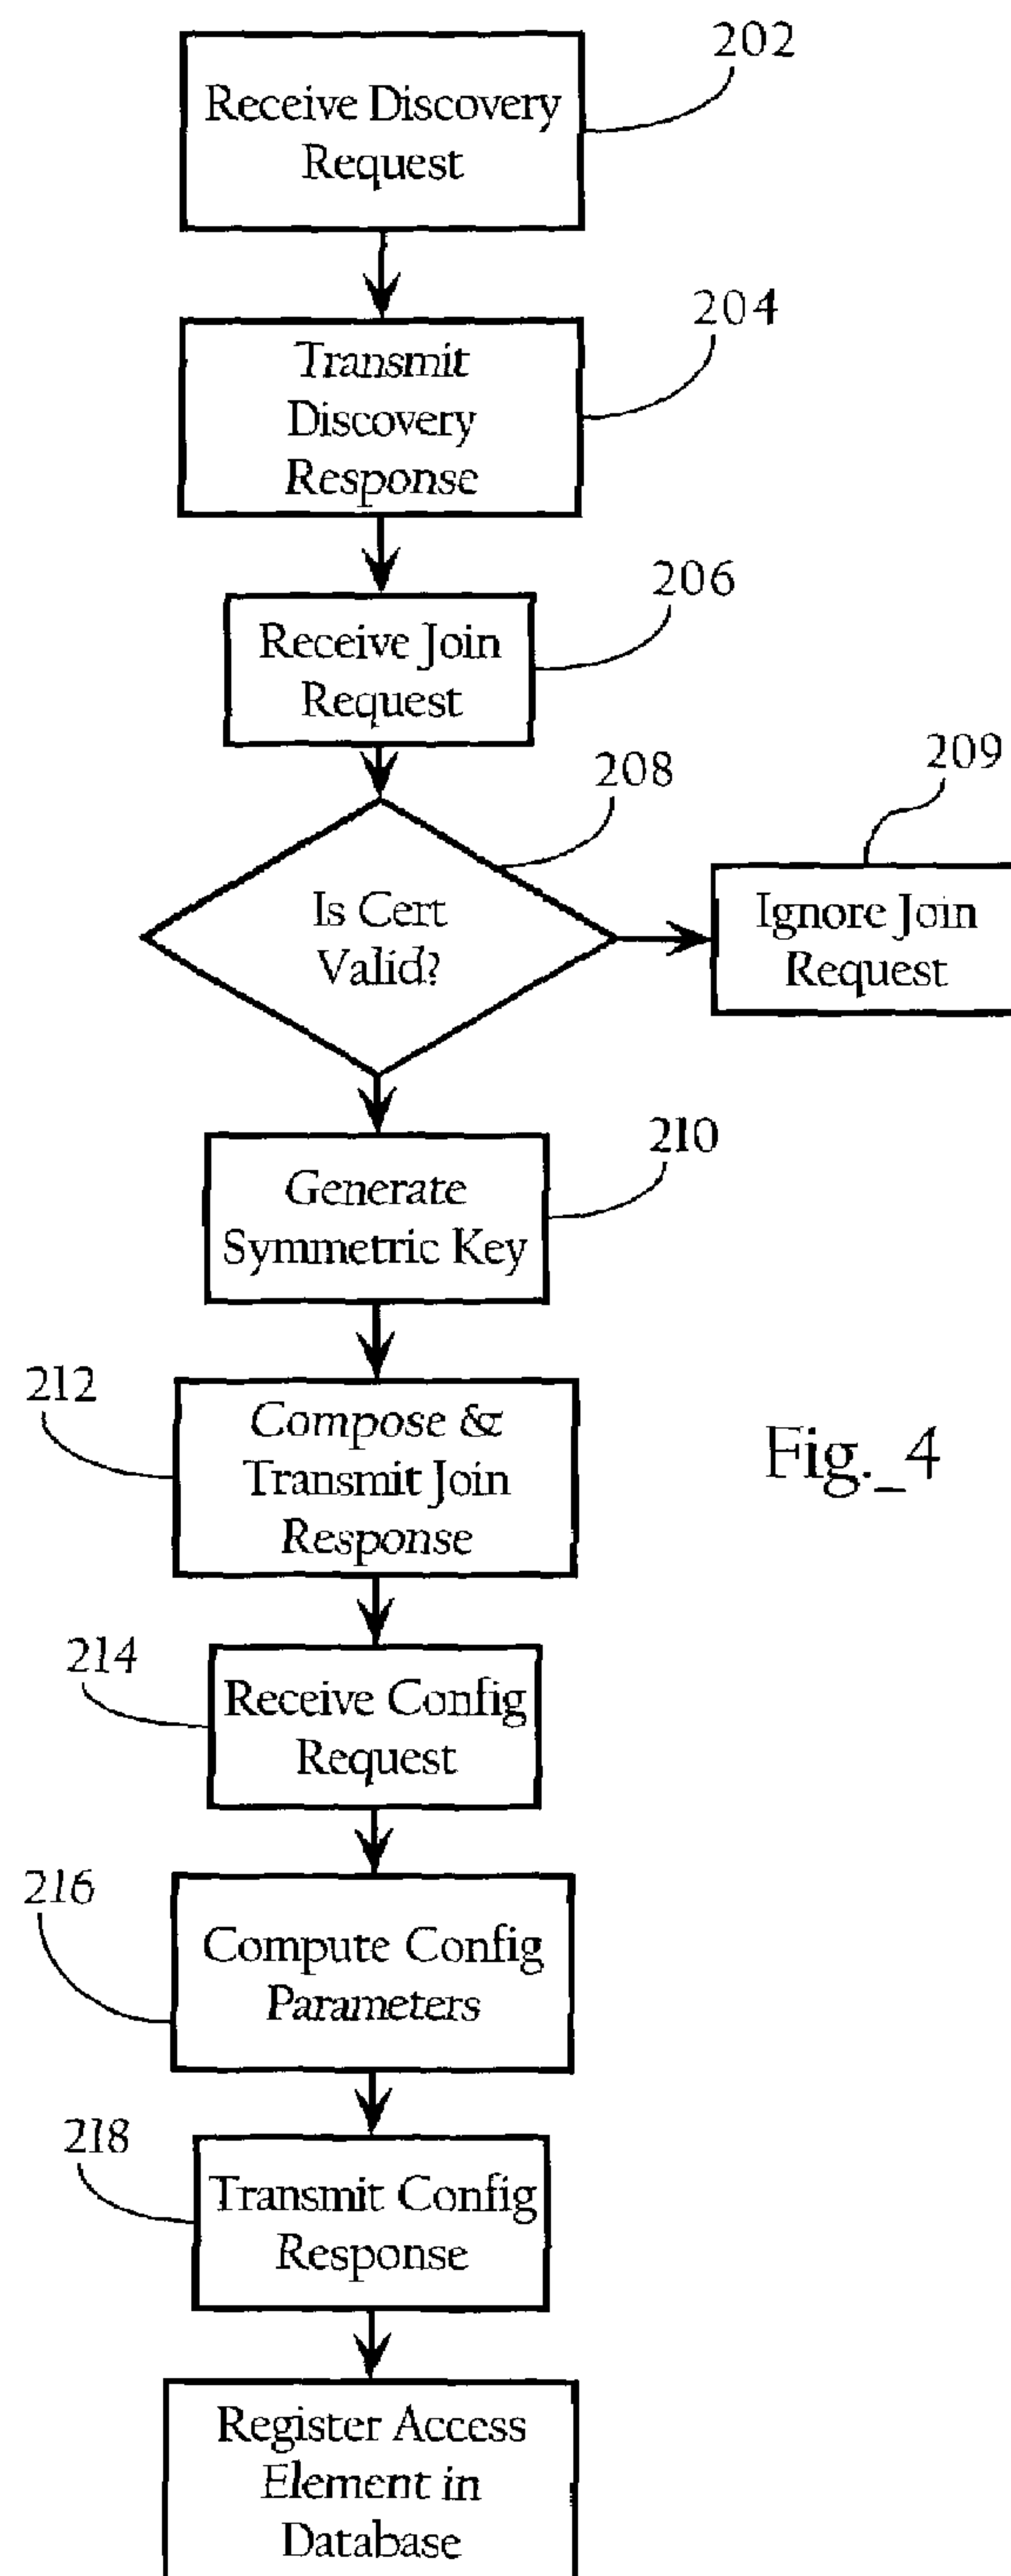 202
Receive Discovery
Request
204
Transmit
Discovery
Response
206
Receive Join
Request
208
209
Is Cert
Valid?
Ignore Join
Request
210
Generate
Symmetric Key
212
Compose &
Transmit Join
Response
Fig._4
214
Receive Config
Request
216
Compute Config
Parameters
218
Transmit Config
Response
Register Access
Element in
Database